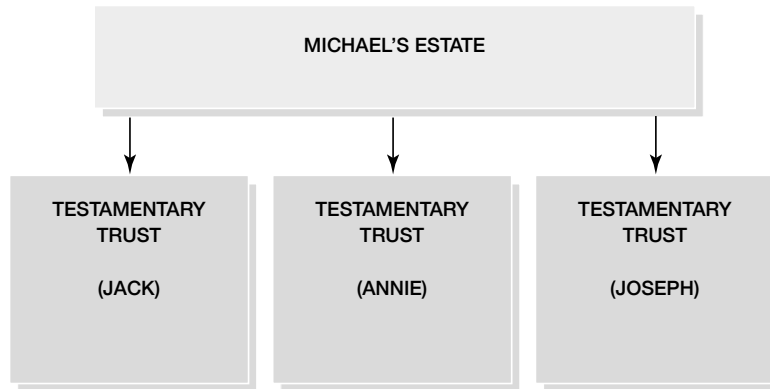 MICHAEL'S ESTATE
TESTAMENTARY
TRUST
(JACK)
TESTAMENTARY
TRUST
(ANNIE)
TESTAMENTARY
TRUST
(JOSEPH)